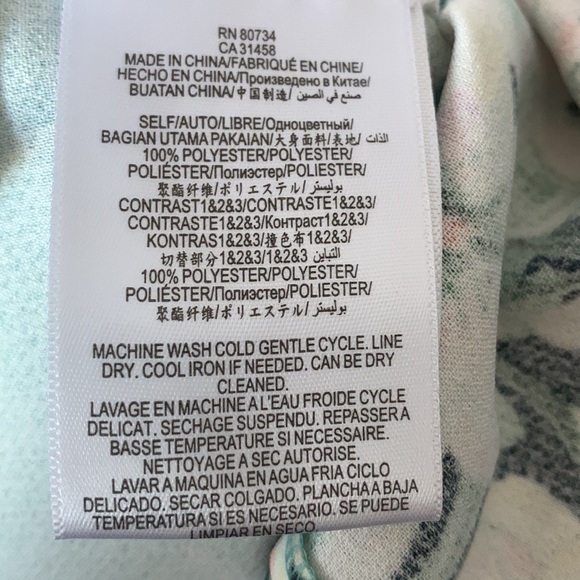 RN 80734
CA 31458
MADE IN CHINA/FABRIQUÉ EN CHINE/
HECHO EN CHINA/Произведено в Китае/
BUATAN CHINA/中国制造/ صنع في الصين
SELF/AUTO/LIBRE/Одноцветный/
BAGIAN UTAMA PAKAIAN/大身面料/表地/ الذات
100% POLYESTER/POLYESTER/
POLIÉSTER/Полиэстер/POLIESTER/
聚酯纤维/ポリエステル/ بوليستر
CONTRAST1&2&3/CONTRASTE1&2&3/
CONTRASTE1&2&3/Контраст1&2&3/
KONTRAS1&2&3/撞色布1&2&3/
切替部分1&2&3/1&2&3 التباين
100% POLYESTER/POLYESTER/
POLIÉSTER/Полиэстер/POLIESTER/
聚酯纤维/ポリエステル/ بوليستر
MACHINE WASH COLD GENTLE CYCLE. LINE
DRY. COOL IRON IF NEEDED. CAN BE DRY
CLEANED.
LAVAGE EN MACHINE A L'EAU FROIDE CYCLE
DELICAT. SECHAGE SUSPENDU. REPASSER A
BASSE TEMPERATURE SI NECESSAIRE.
NETTOYAGE A SEC AUTORISE.
LAVAR A MAQUINA EN AGUA FRIA CICLO
DELICADO. SECAR COLGADO. PLANCHA A BAJA
TEMPERATURA SI ES NECESARIO. SE PUEDE
LIMPIAR EN SECO.